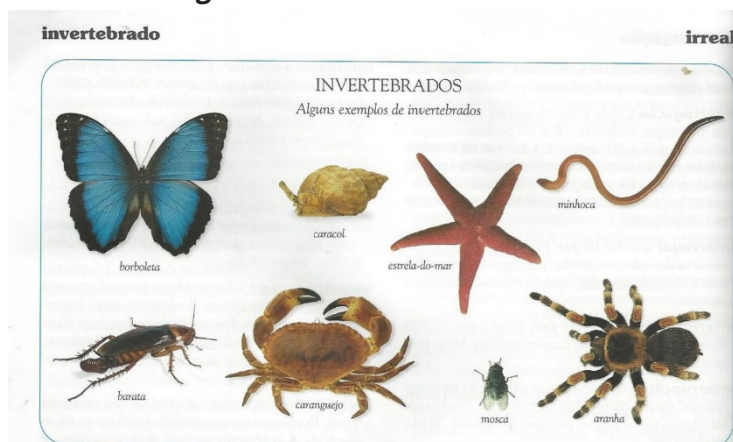 invertebrado
irreal
INVERTEBRADOS
Alguns exemplos de invertebrados
borboleta
caracol
estrela-do-mar
minhoca
barata
caranguejo
mosca
aranha